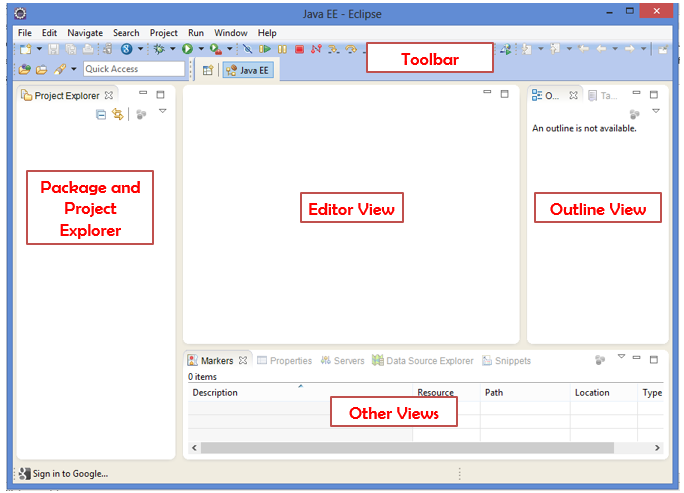 Java EE - Eclipse
File Edit Navigate Search Project Run Window Help
Toolbar
Quick Access
Java EE
Project Explorer
O...
Ta...
An outline is not available.
Package and
Project
Explorer
Editor View
Outline View
Markers Properties Servers Data Source Explorer Snippets
0 items
Description Resource Path Location Type
Other Views
Sign in to Google...